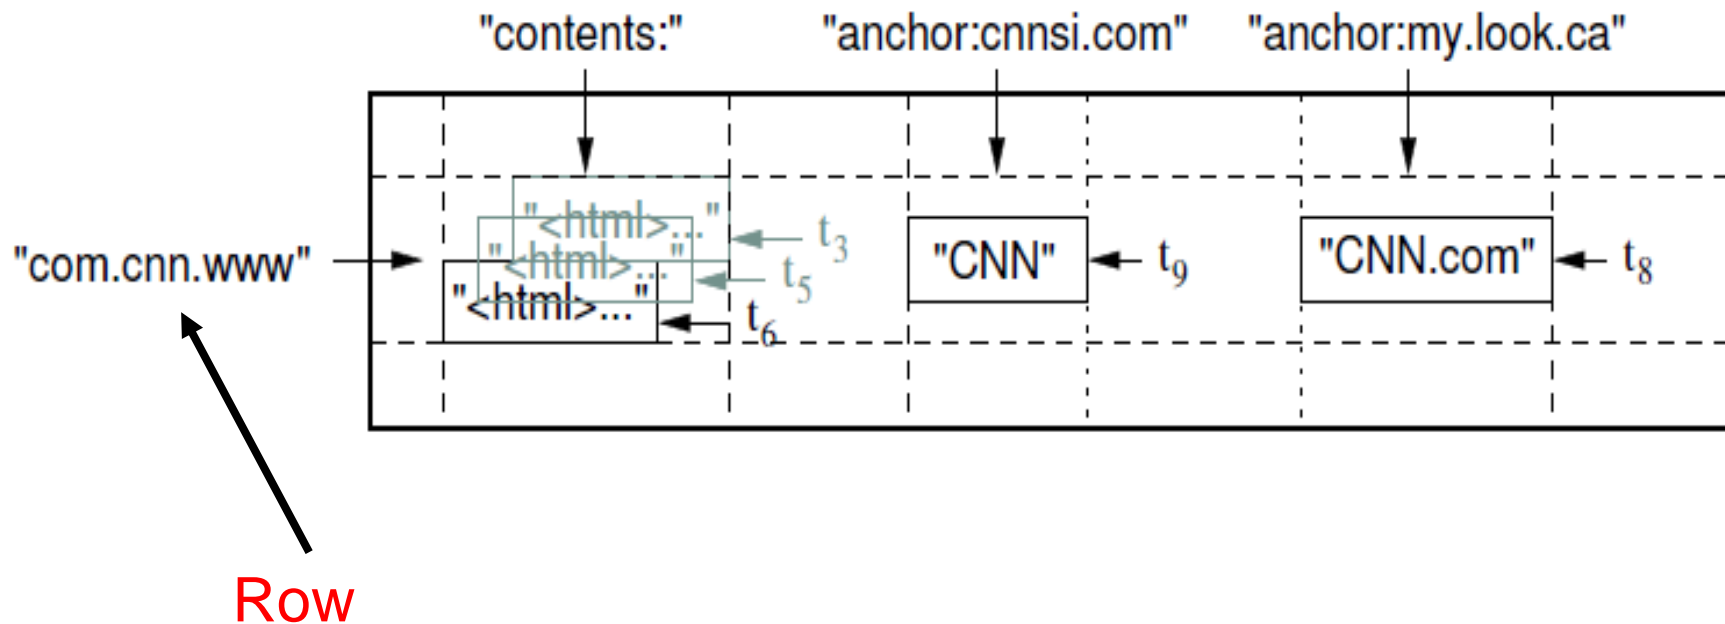 "contents:" "anchor:cnnsi.com" "anchor:my.look.ca"
"<html>..." t3
"com.cnn.www" "<html>..." t5 "CNN" t9 "CNN.com" t8
"<html>..." t6
Row